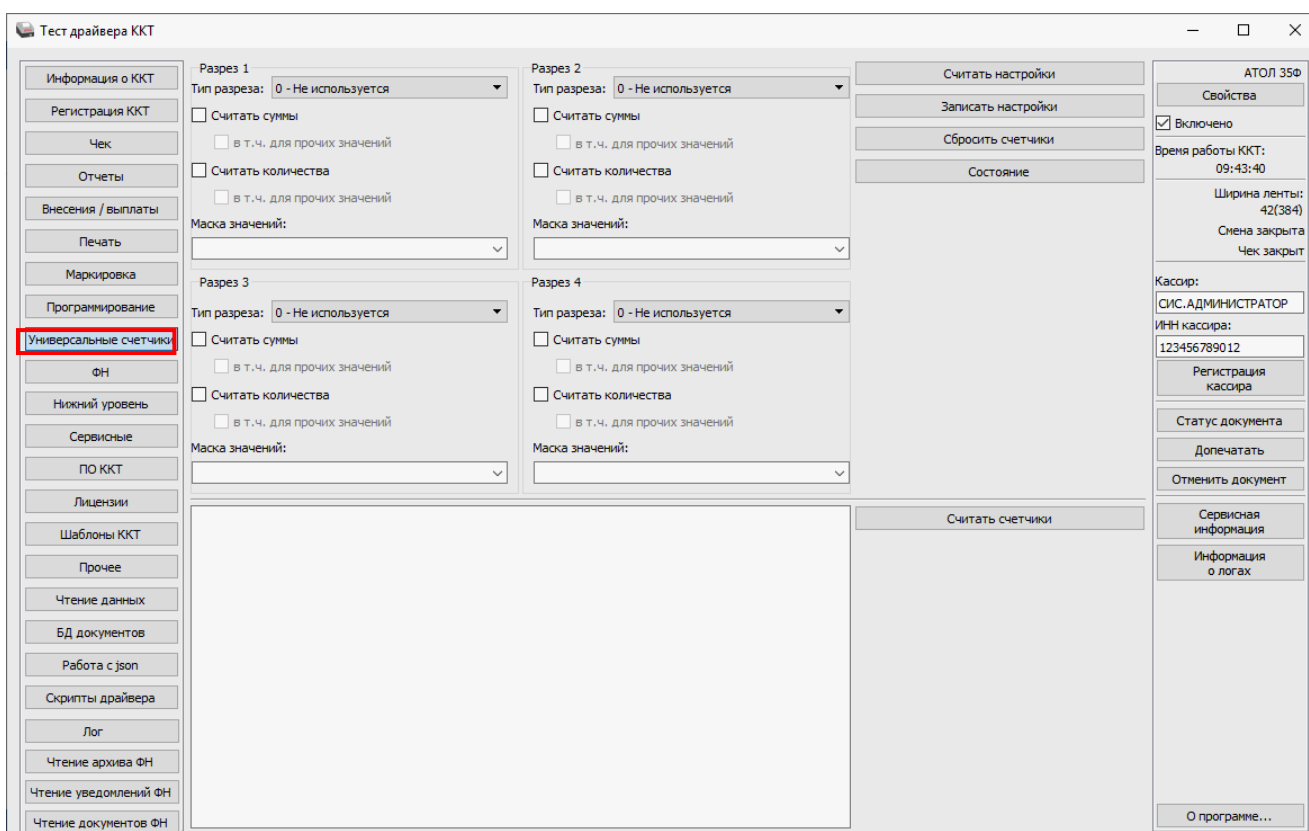 Тест драйвера ККТ
Информация о ККТ
Регистрация ККТ
Чек
Отчеты
Внесения / выплаты
Печать
Маркировка
Программирование
Универсальные счетчики
ФН
Нижний уровень
Сервисные
ПО ККТ
Лицензии
Шаблоны ККТ
Прочее
Чтение данных
БД документов
Работа с json
Скрипты драйвера
Лог
Чтение архива ФН
Чтение уведомлений ФН
Чтение документов ФН
Разрез 1
Тип разреза: 0 - Не используется
Считать суммы
в т.ч. для прочих значений
Считать количества
в т.ч. для прочих значений
Маска значений:
Разрез 2
Тип разреза: 0 - Не используется
Считать суммы
в т.ч. для прочих значений
Считать количества
в т.ч. для прочих значений
Маска значений:
Разрез 3
Тип разреза: 0 - Не используется
Считать суммы
в т.ч. для прочих значений
Считать количества
в т.ч. для прочих значений
Маска значений:
Разрез 4
Тип разреза: 0 - Не используется
Считать суммы
в т.ч. для прочих значений
Считать количества
в т.ч. для прочих значений
Маска значений:
Считать настройки
Записать настройки
Сбросить счетчики
Состояние
Считать счетчики
АТОЛ 35Ф
Свойства
Включено
Время работы ККТ:
09:43:40
Ширина ленты:
42(384)
Смена закрыта
Чек закрыт
Кассир:
СИС.АДМИНИСТРАТОР
ИНН кассира:
123456789012
Регистрация
кассира
Статус документа
Допечатать
Отменить документ
Сервисная
информация
Информация
о логах
О программе...